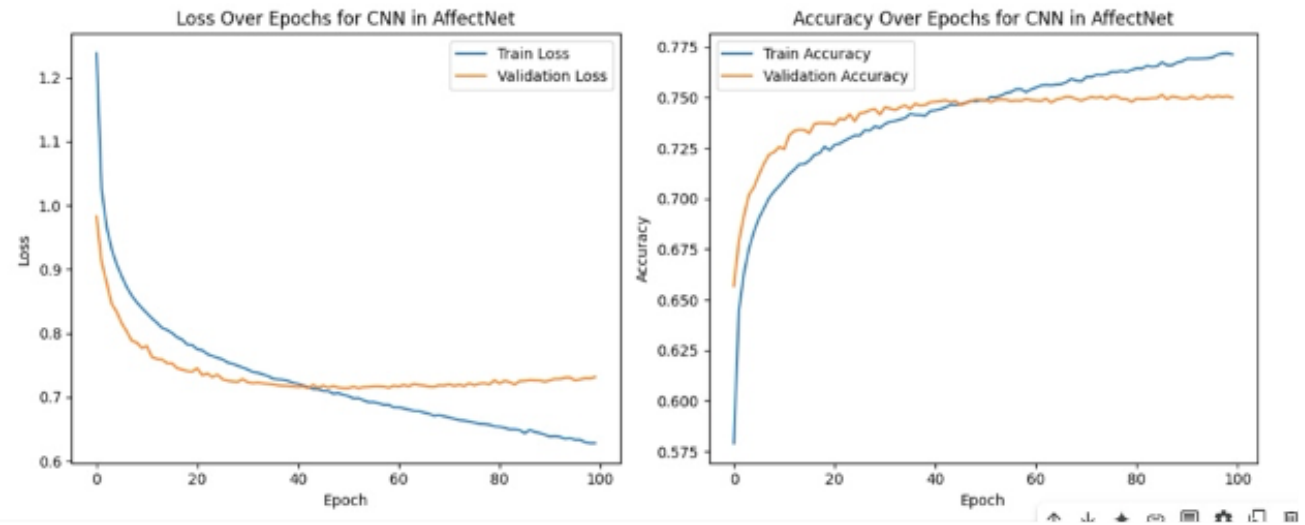 Loss Over Epochs for CNN in AffectNet
Train Loss
Validation Loss
1.2
1.1
1.0
0.9
0.8
0.7
0.6
Loss
0 20 40 60 80 100
Epoch
Accuracy Over Epochs for CNN in AffectNet
Train Accuracy
Validation Accuracy
0.775
0.750
0.725
0.700
0.675
0.650
0.625
0.600
0.575
Accuracy
0 20 40 60 80 100
Epoch